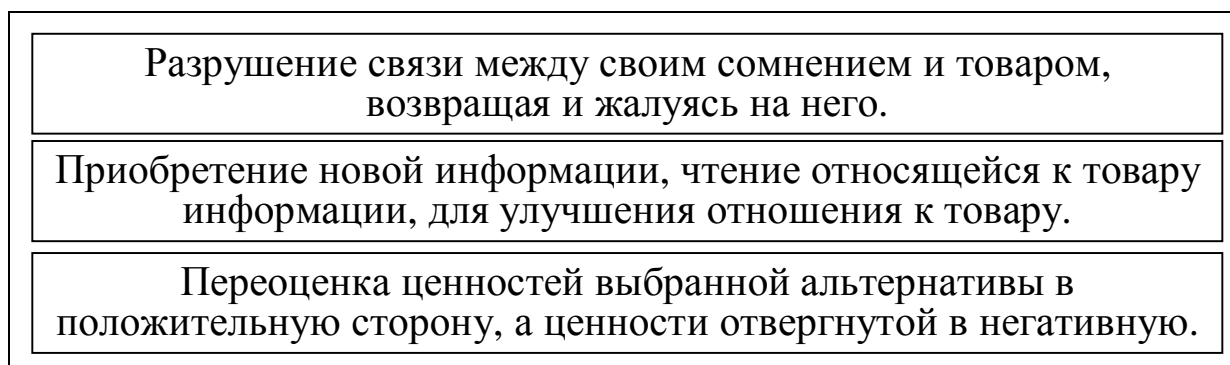 Разрушение связи между своим сомнением и товаром,
возвращая и жалуясь на него.
Приобретение новой информации, чтение относящейся к товару
информации, для улучшения отношения к товару.
Переоценка ценностей выбранной альтернативы в
положительную сторону, а ценности отвергнутой в негативную.